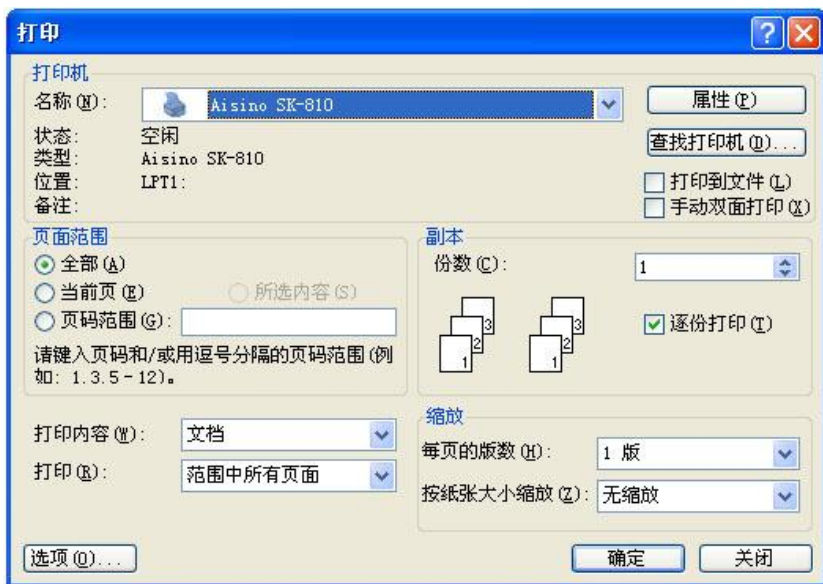 打印
打印机
名称(N): Aisino SK-810 属性(P)
状态: 空闲 查找打印机(D)...
类型: Aisino SK-810
位置: LPT1: 打印到文件(L)
备注: 手动双面打印(X)
页面范围
全部(A)
当前页(E) 所选内容(S)
页码范围(G):
请键入页码和/或用逗号分隔的页码范围(例
如: 1.3.5-12)。
副本
份数(C): 1
逐份打印(T)
1 2 3 1 2 3
打印内容(W): 文档
打印(R): 范围中所有页面
缩放
每页的版数(H): 1 版
按纸张大小缩放(Z): 无缩放
选项(O)... 确定 关闭